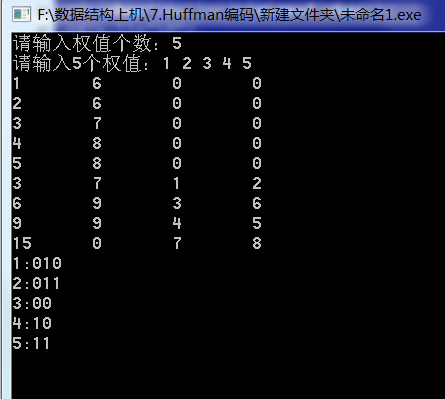 F:\数据结构上机\7.Huffman编码\新建文件夹\未命名1.exe
请输入权值个数：5
请输入5个权值：1 2 3 4 5
1 6 0 0
2 6 0 0
3 7 0 0
4 8 0 0
5 8 0 0
3 7 1 2
6 9 3 6
9 9 4 5
15 0 7 8
1:010
2:011
3:00
4:10
5:11